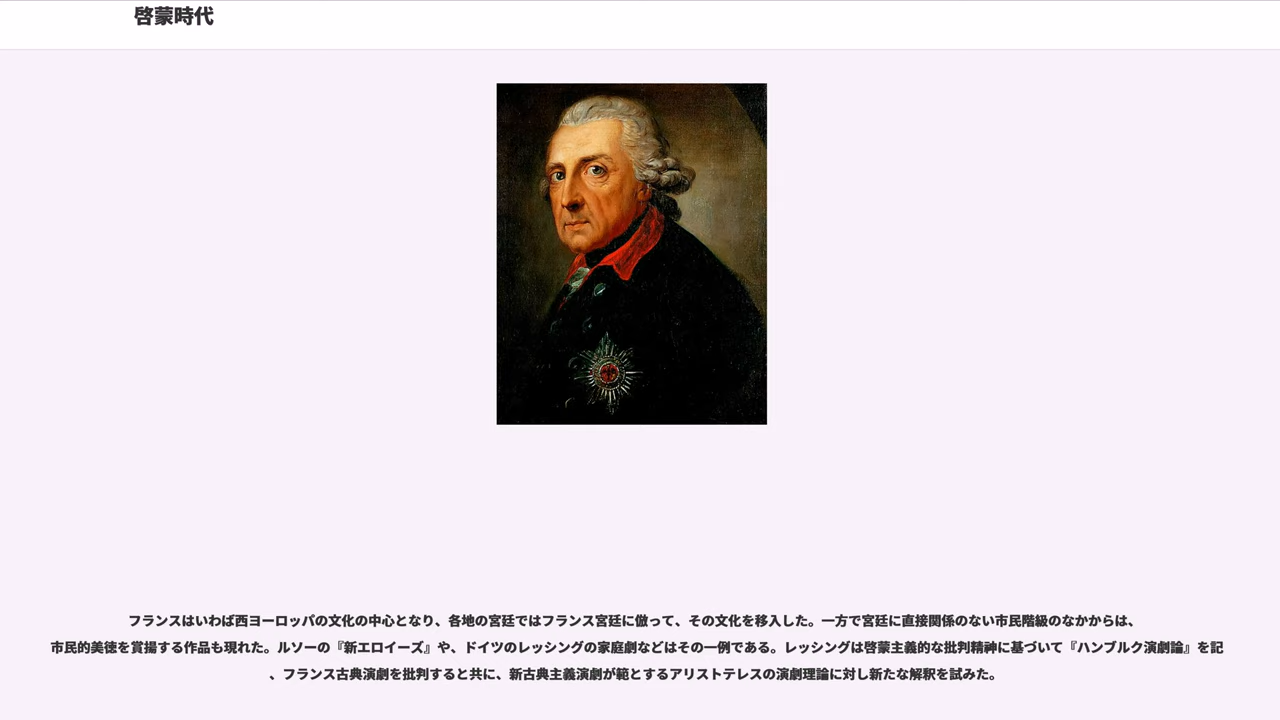 啓蒙時代
フランスはいわば西ヨーロッパの文化の中心となり、各地の宮廷ではフランス宮廷に倣って、その文化を移入した。一方で宮廷に直接関係のない市民階級のなかからは、
市民的美徳を賞揚する作品も現れた。ルソーの『新エロイーズ』や、ドイツのレッシングの家庭劇などはその一例である。レッシングは啓蒙主義的な批判精神に基づいて『ハンブルク演劇論』を記
、フランス古典演劇を批判すると共に、新古典主義演劇が範とするアリストテレスの演劇理論に対し新たな解釈を試みた。